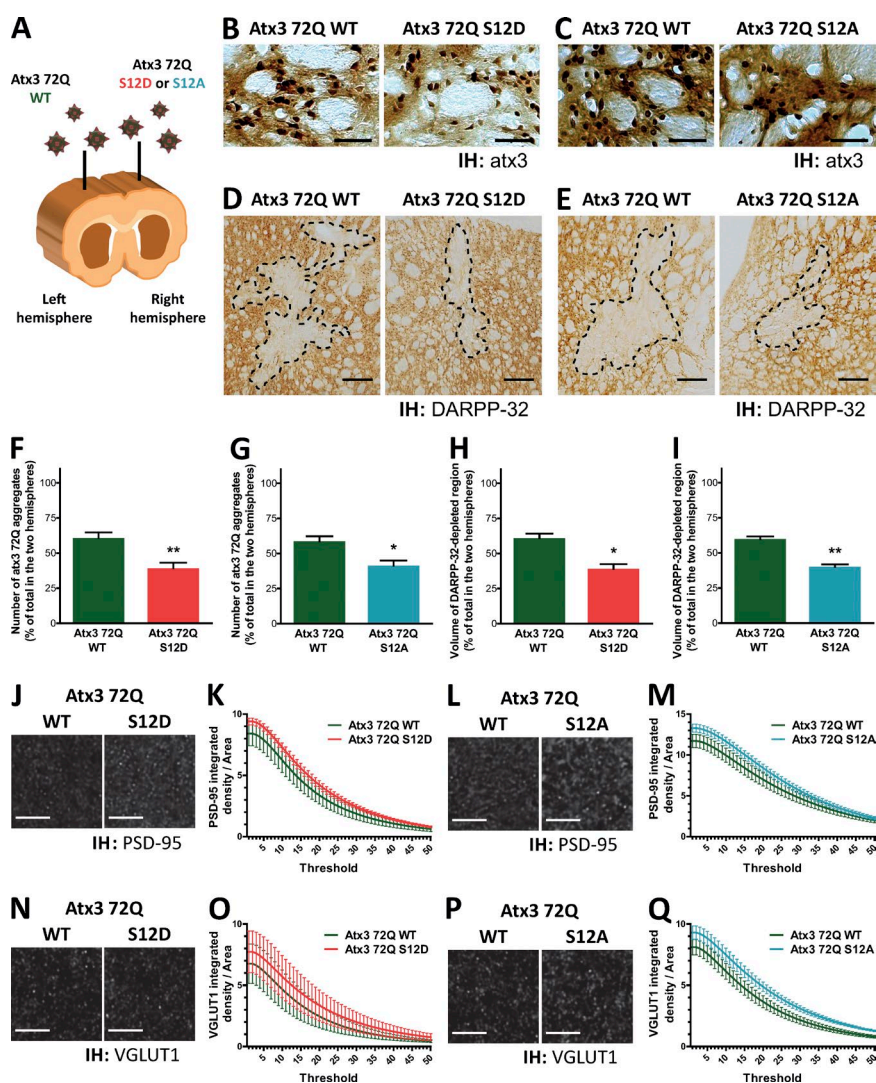 A
Atx3 72Q
WT
Atx3 72Q
S12D or S12A
Left
hemisphere
Right
hemisphere
B
Atx3 72Q WT
Atx3 72Q S12D
IH: atx3
C
Atx3 72Q WT
Atx3 72Q S12A
IH: atx3
D
Atx3 72Q WT
Atx3 72Q S12D
IH: DARPP-32
E
Atx3 72Q WT
Atx3 72Q S12A
IH: DARPP-32
F
Number of atx3 72Q aggregates
(% of total in the two hemispheres)
100
75
50
25
**
Atx3 72Q
WT
Atx3 72Q
S12D
G
Number of atx3 72Q aggregates
(% of total in the two hemispheres)
100
75
50
25
*
Atx3 72Q
WT
Atx3 72Q
S12A
H
Volume of DARPP-32-depleted region
(% of total in the two hemispheres)
100
75
50
25
*
Atx3 72Q
WT
Atx3 72Q
S12D
I
Volume of DARPP-32-depleted region
(% of total in the two hemispheres)
100
75
50
25
**
Atx3 72Q
WT
Atx3 72Q
S12A
J
Atx3 72Q
WT
S12D
IH: PSD-95
K
PSD-95 integrated
density / Area
10
5
0
Atx3 72Q WT
Atx3 72Q S12D
5 10 15 20 25 30 35 40 45 50
Threshold
L
Atx3 72Q
WT
S12A
IH: PSD-95
M
PSD-95 integrated
density / Area
15
10
5
0
Atx3 72Q WT
Atx3 72Q S12A
5 10 15 20 25 30 35 40 45 50
Threshold
N
Atx3 72Q
WT
S12D
IH: VGLUT1
O
VGLUT1 integrated
density / Area
10
5
0
Atx3 72Q WT
Atx3 72Q S12D
5 10 15 20 25 30 35 40 45 50
Threshold
P
Atx3 72Q
WT
S12A
IH: VGLUT1
Q
VGLUT1 integrated
density / Area
10
5
0
Atx3 72Q WT
Atx3 72Q S12A
5 10 15 20 25 30 35 40 45 50
Threshold